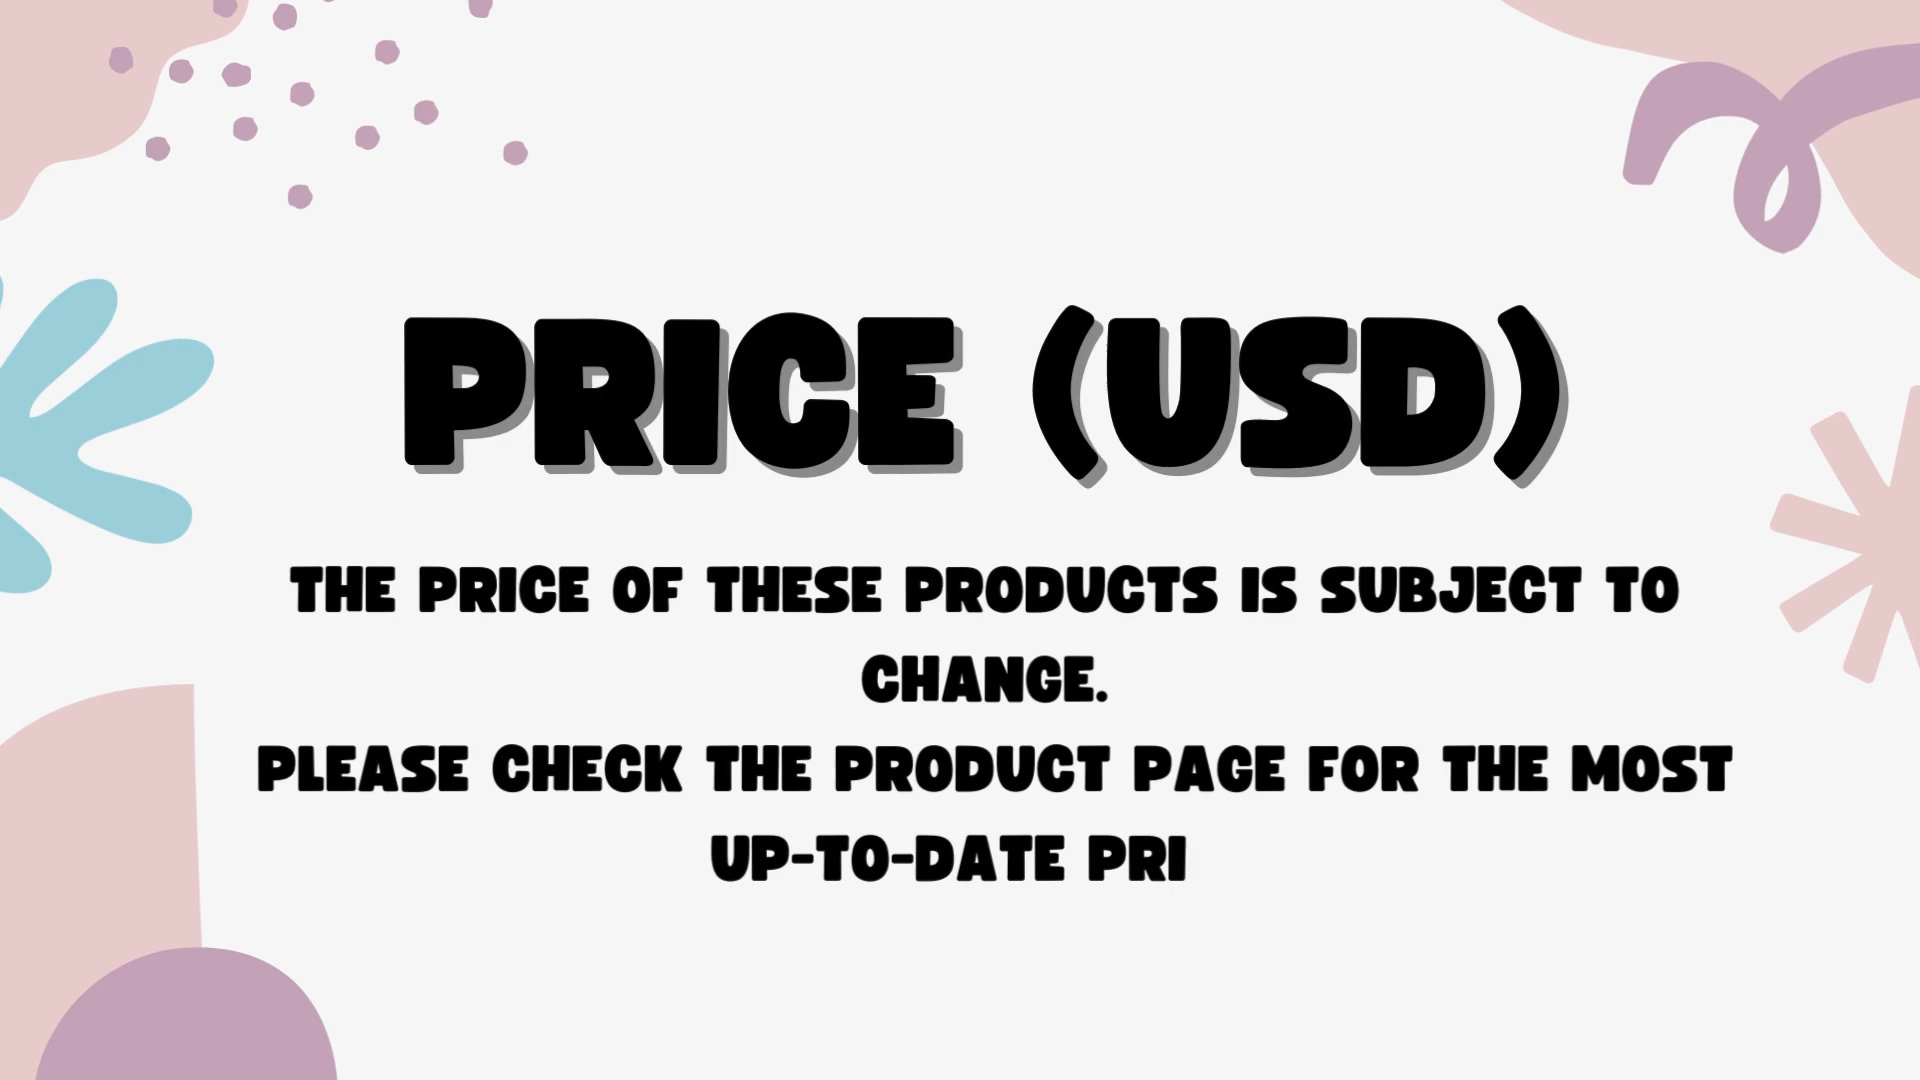 PRICE (USD)
THE PRICE OF THESE PRODUCTS IS SUBJECT TO
CHANGE.
PLEASE CHECK THE PRODUCT PAGE FOR THE MOST
UP-TO-DATE PRI